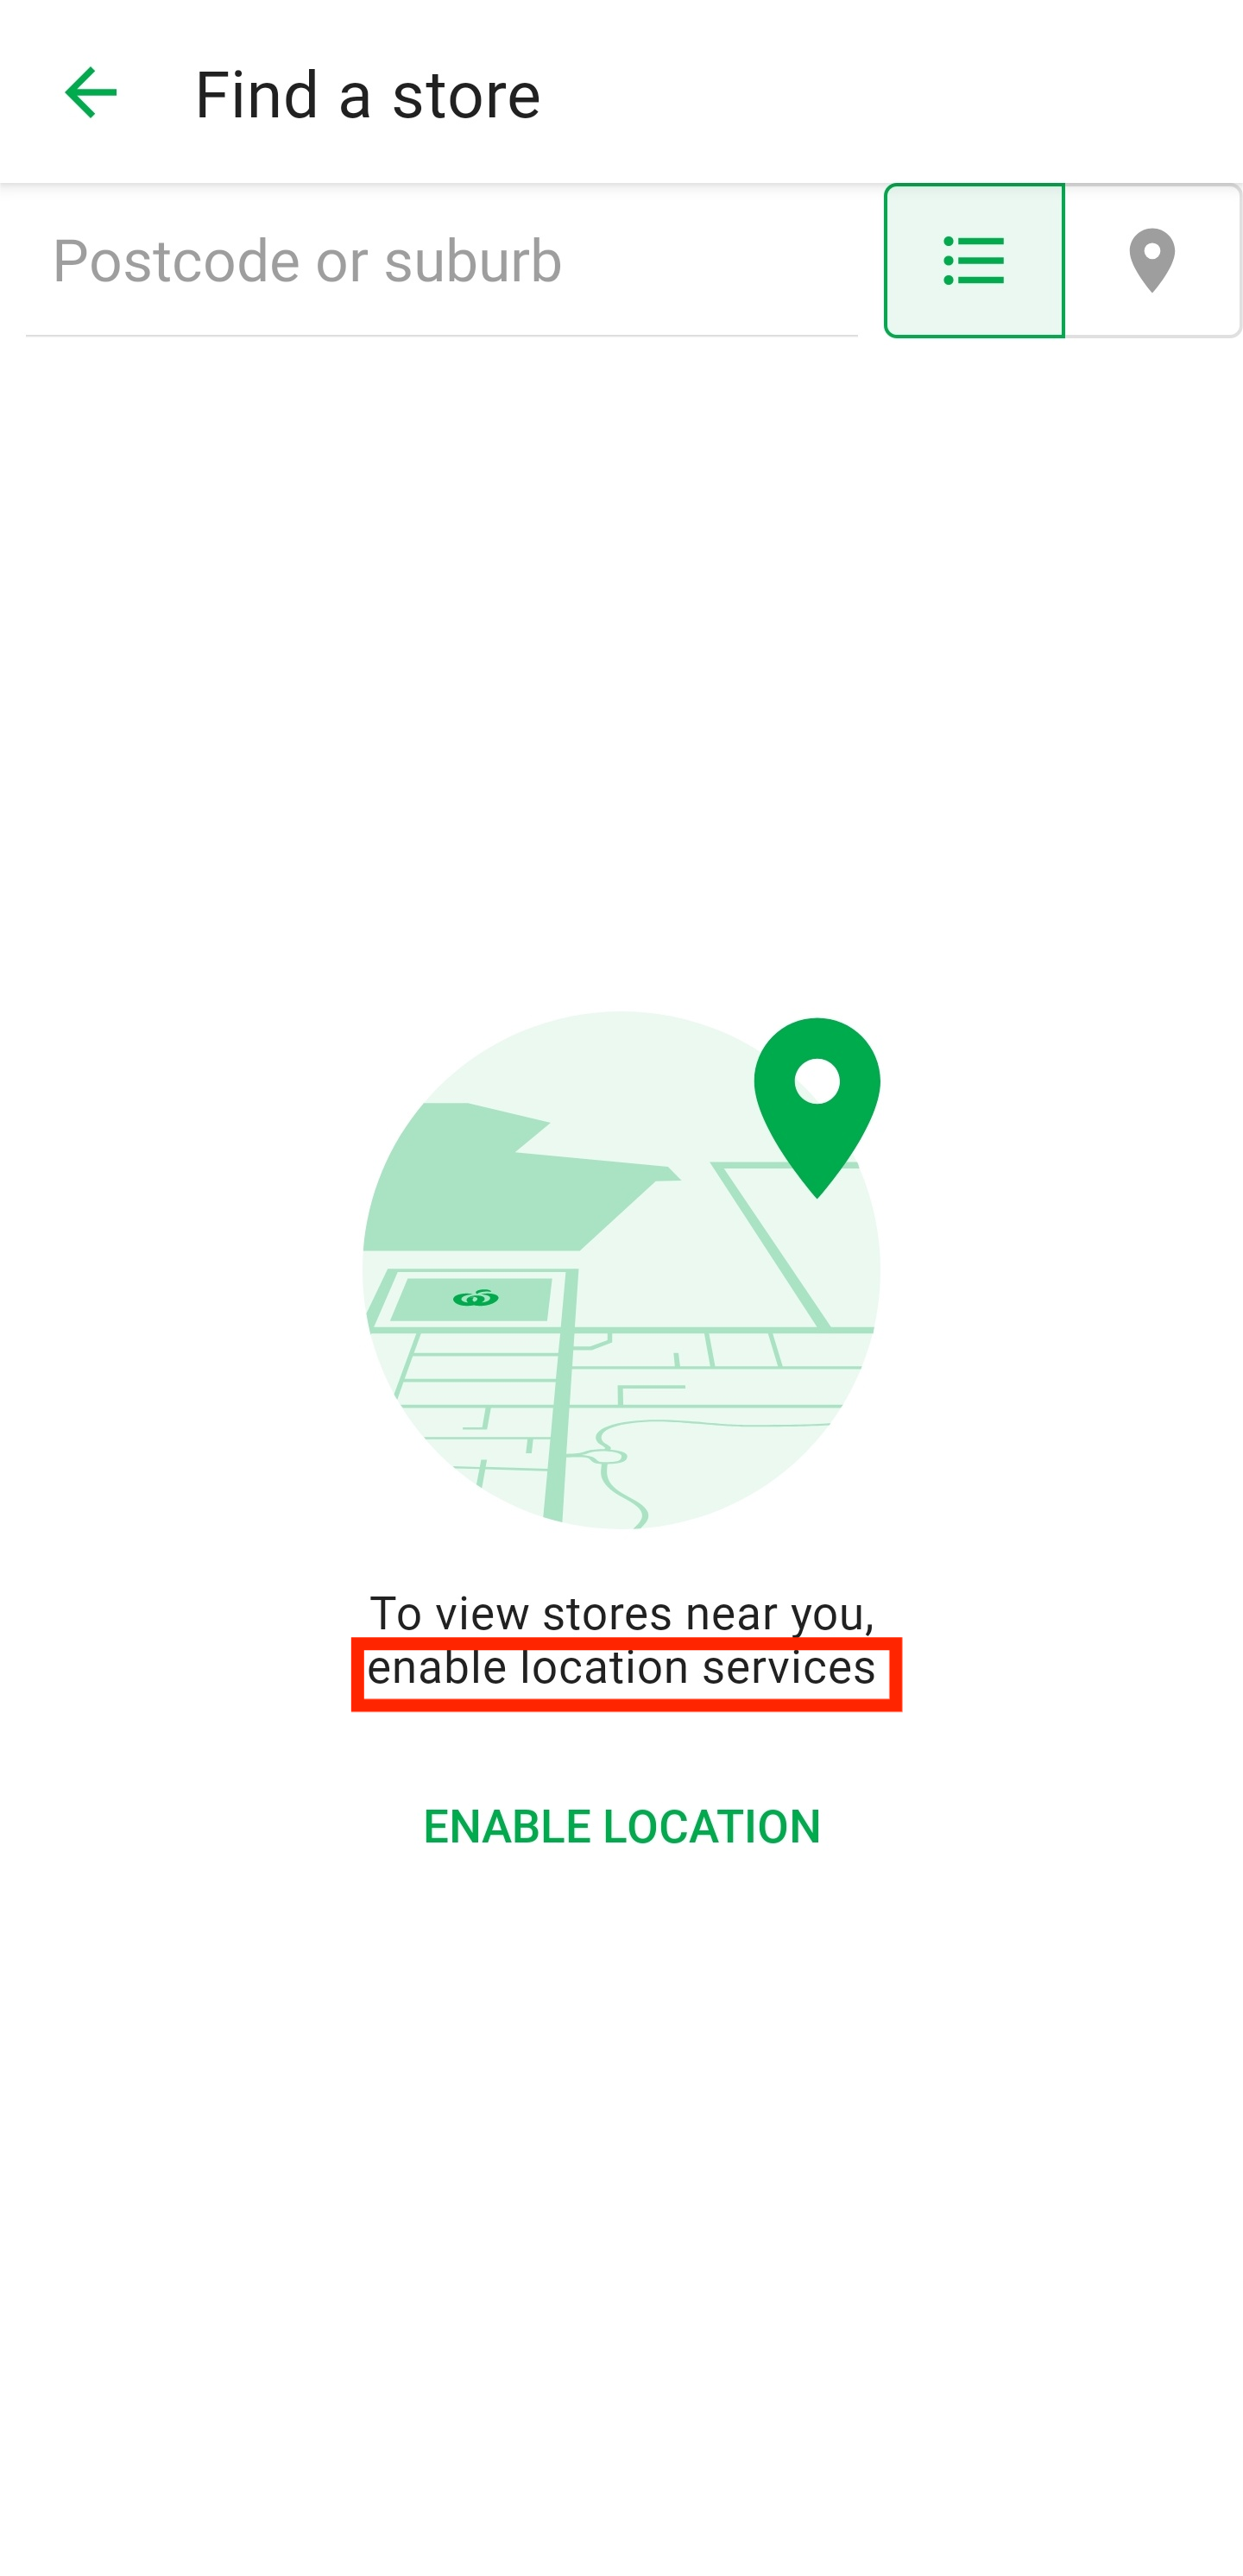 Find a store
Postcode or suburb
To view stores near you,
enable location services
ENABLE LOCATION